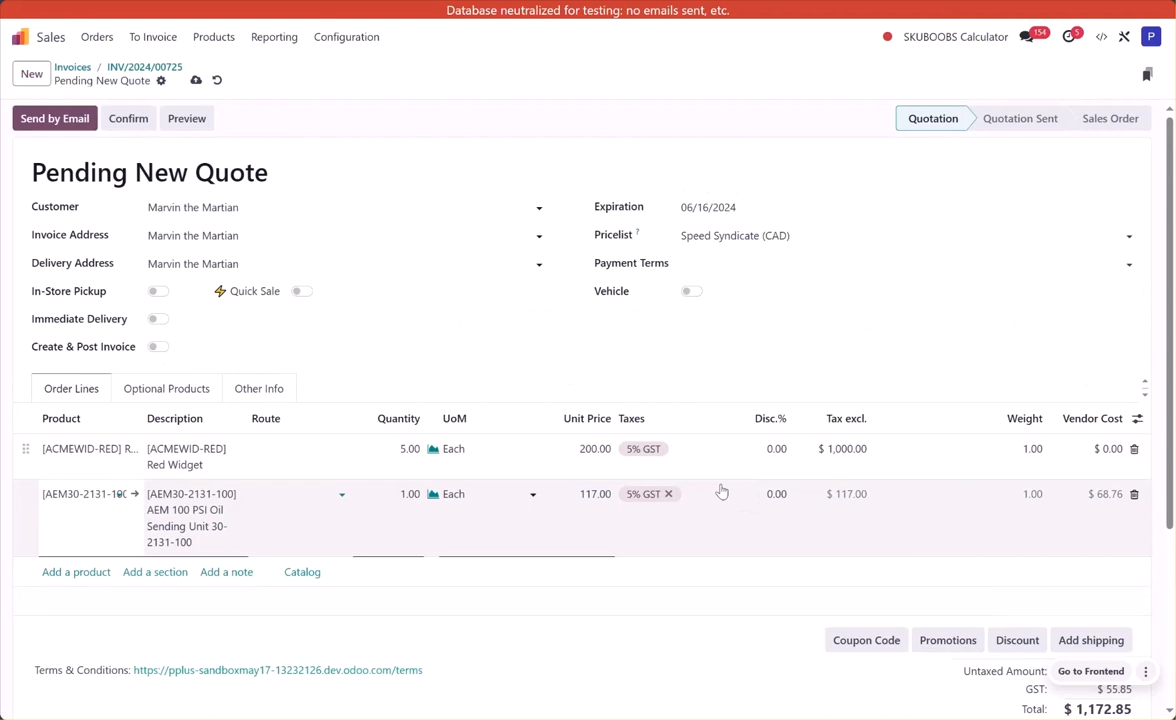 Database neutralized for testing: no emails sent, etc.
Sales Orders To Invoice Products Reporting Configuration SKUBOOBS Calculator 154 5 P
New Invoices / INV/2024/00725
Pending New Quote
Send by Email Confirm Preview Quotation Quotation Sent Sales Order
Pending New Quote
Customer Marvin the Martian Expiration 06/16/2024
Invoice Address Marvin the Martian Pricelist ? Speed Syndicate (CAD)
Delivery Address Marvin the Martian Payment Terms
In-Store Pickup Quick Sale Vehicle
Immediate Delivery
Create & Post Invoice
Order Lines Optional Products Other Info
Product Description Route Quantity UoM Unit Price Taxes Disc.% Tax excl. Weight Vendor Cost
[ACMEWID-RED] R... [ACMEWID-RED] 5.00 Each 200.00 5% GST 0.00 $ 1,000.00 1.00 $ 0.00
Red Widget
[AEM30-2131-100 [AEM30-2131-100] 1.00 Each 117.00 5% GST 0.00 $ 117.00 1.00 $ 68.76
AEM 100 PSI Oil
Sending Unit 30-
2131-100
Add a product Add a section Add a note Catalog
Coupon Code Promotions Discount Add shipping
Terms & Conditions: https://pplus-sandboxmay17-13232126.dev.odoo.com/terms Untaxed Amount: Go to Frontend
GST: $ 55.85
Total: $ 1,172.85